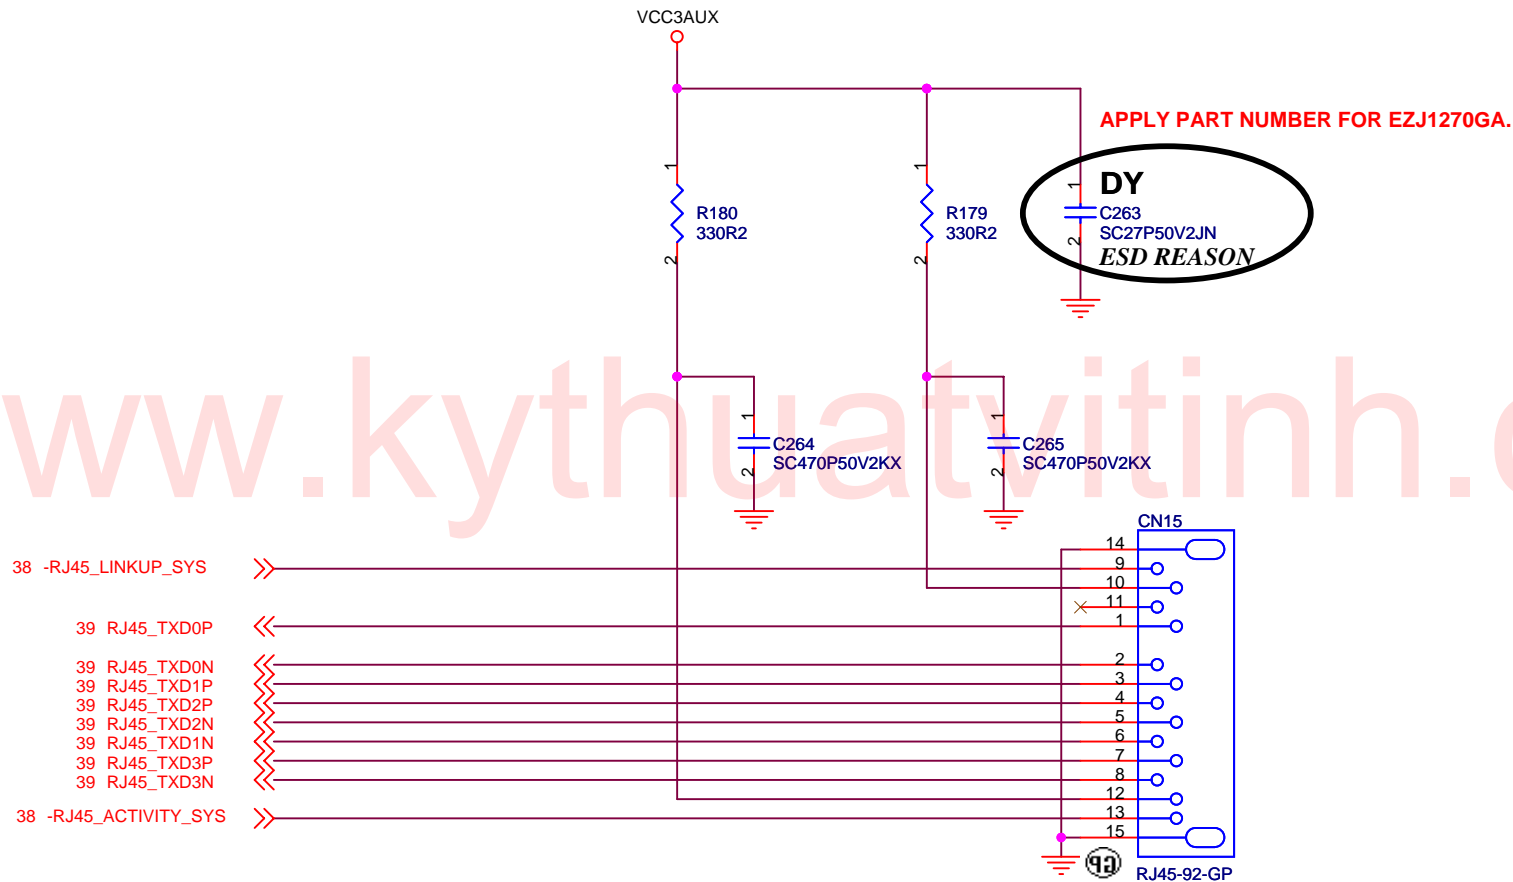 VCC3AUX
APPLY PART NUMBER FOR EZJ1270GA.
1
1
1
DY
R180
330R2
R179
330R2
C263
SC27P50V2JN
ESD REASON
2
2
2
www.kythuatvitinh.c
1
C264
SC470P50V2KX
2
1
C265
SC470P50V2KX
2
CN15
14
38 -RJ45_LINKUP_SYS
9
10
11
39 RJ45_TXD0P
1
39 RJ45_TXD0N
2
39 RJ45_TXD1P
3
39 RJ45_TXD2P
4
39 RJ45_TXD2N
5
39 RJ45_TXD1N
6
39 RJ45_TXD3P
7
39 RJ45_TXD3N
8
12
38 -RJ45_ACTIVITY_SYS
13
15
GP
RJ45-92-GP